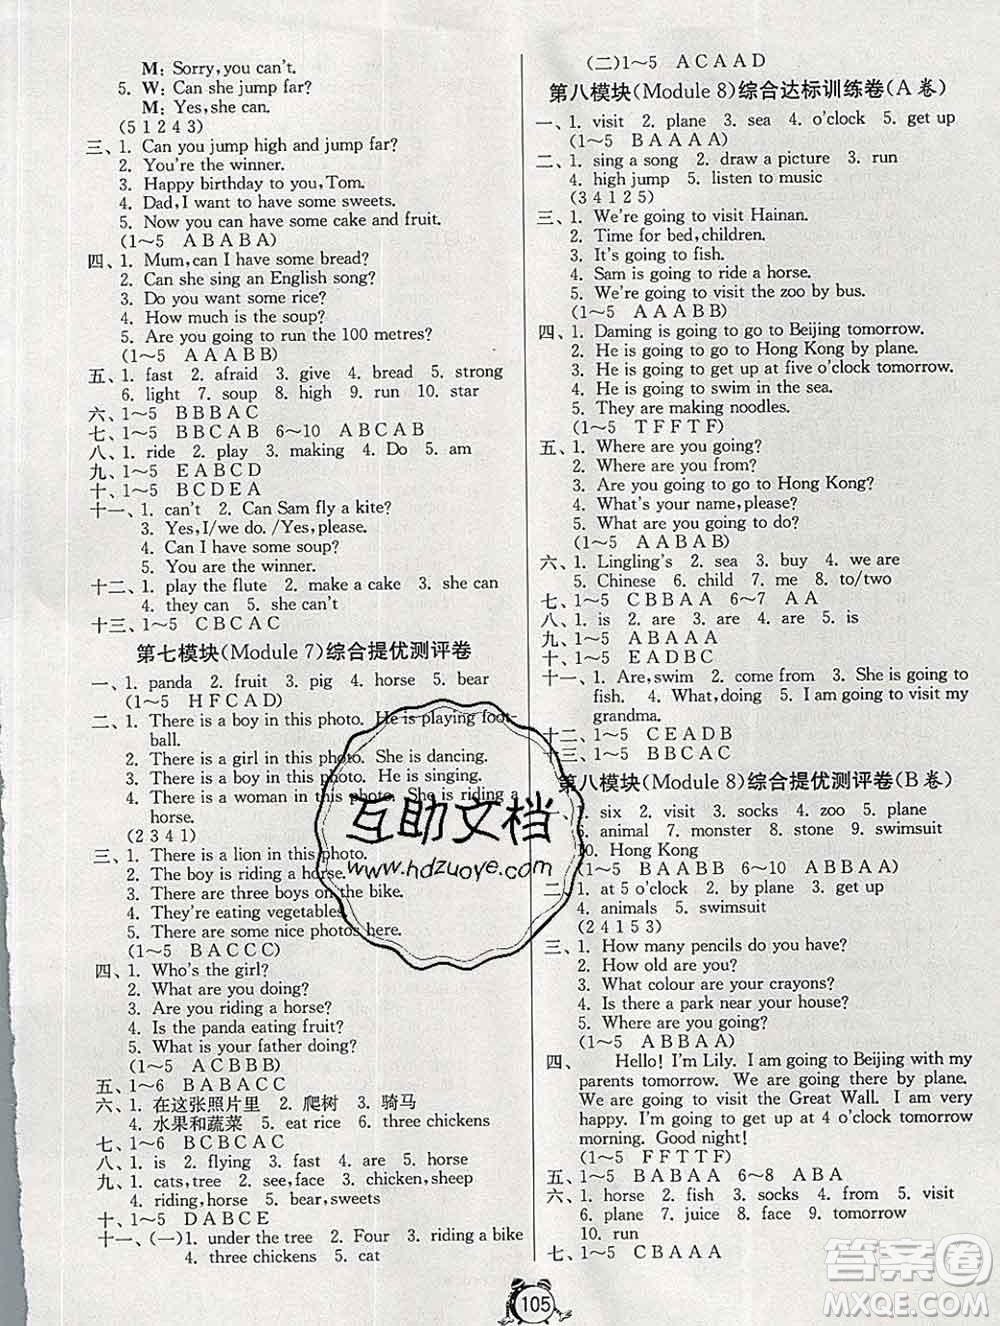 M: Sorry, you can't.
5. W: Can she jump far?
M: Yes, she can.
(5 1 2 4 3)
三、1. Can you jump high and jump far?
2. You're the winner.
3. Happy birthday to you, Tom.
4. Dad, I want to have some sweets.
5. Now you can have some cake and fruit.
(1～5 A B A B A)
四、1. Mum, can I have some bread?
2. Can she sing an English song?
3. Do you want some rice?
4. How much is the soup?
5. Are you going to run the 100 metres?
(1～5 A A A B B)
五、1. fast 2. afraid 3. give 4. bread 5. strong
6. light 7. soup 8. high 9. run 10. star
六、1～5 B B B A C
七、1～5 B B C A B 6～10 A B C A B
八、1. ride 2. play 3. making 4. Do 5. am
九、1～5 E A B C D
十、1～5 B C D E A
十一、1. can't 2. Can Sam fly a kite?
3. Yes, I/we do. /Yes, please.
4. Can I have some soup?
5. You are the winner.
十二、1. play the flute 2. make a cake 3. she can
4. they can 5. she can't
十三、1～5 C B C A C
第七模块(Module 7)综合提优测评卷
一、1. panda 2. fruit 3. pig 4. horse 5. bear
(1～5 H F C A D)
二、1. There is a boy in this photo. He is playing foot-
ball.
2. There is a girl in this photo. She is dancing.
3. There is a boy in this photo. He is singing.
4. There is a woman in this photo. She is riding a
horse.
(2 3 4 1)
三、1. There is a lion in this photo.
2. The boy is riding a horse.
3. There are three boys on the bike.
4. They're eating vegetables.
5. There are some nice photos here.
(1～5 B A C C C)
四、1. Who's the girl?
2. What are you doing?
3. Are you riding a horse?
4. Is the panda eating fruit?
5. What is your father doing?
(1～5 A C B B B)
五、1～6 B A B A C C
六、1. 在这张照片里 2. 爬树 3. 骑马
4. 水果和蔬菜 5. eat rice 6. three chickens
七、1～6 B C B C A C
八、1. is 2. flying 3. fast 4. are 5. horse
九、1. cats, tree 2. see, face 3. chicken, sheep
4. riding, horse 5. bear, sweets
十、1～5 D A B C E
十一、(一)1. under the tree 2. Four 3. riding a bike
4. three chickens 5. cat
(二)1～5 A C A A D
第八模块(Module 8)综合达标训练卷(A卷)
一、1. visit 2. plane 3. sea 4. o'clock 5. get up
(1～5 B A A A A)
二、1. sing a song 2. draw a picture 3. run
4. high jump 5. listen to music
(3 4 1 2 5)
三、1. We're going to visit Hainan.
2. Time for bed, children.
3. It's going to fish.
4. Sam is going to ride a horse.
5. We're going to visit the zoo by bus.
(1～5 A A A B B)
四、1. Daming is going to go to Beijing tomorrow.
2. He is going to go to Hong Kong by plane.
3. He is going to get up at five o'clock tomorrow.
4. He is going to swim in the sea.
5. They are making noodles.
(1～5 T F F T F)
五、1. Where are you going?
2. Where are you from?
3. Are you going to go to Hong Kong?
4. What's your name, please?
5. What are you going to do?
(1～5 A B B A B)
六、1. Lingling's 2. sea 3. buy 4. we are
5. Chinese 6. child 7. me 8. to/two
七、1～5 C B B A A 6～7 A A
八、1. is 2. are 3. are 4. are 5. is
九、1～5 A B A A A
十、1～5 E A D B C
十一、1. Are, swim 2. are, from 3. She is going to
fish. 4. What, doing 5. I am going to visit my
grandma.
十二、1～5 C E A D B
十三、1～5 B B C A C
第八模块(Module 8)综合提优测评卷(B卷)
1. six 2. visit 3. socks 4. zoo 5. plane
6. animal 7. monster 8. stone 9. swimsuit
10. Hong Kong
(1～5 B A A B B 6～10 A B B A A)
二、1. at 5 o'clock 2. by plane 3. get up
4. animals 5. swimsuit
(2 4 1 5 3)
三、1. How many pencils do you have?
2. How old are you?
3. What colour are your crayons?
4. Is there a park near your house?
5. Where are you going?
(1～5 A B B A A)
四、 Hello! I'm Lily. I am going to Beijing with my
parents tomorrow. We are going there by plane.
We are going to visit the Great Wall. I am very
happy. I'm going to get up at 4 o'clock tomorrow
morning. Good night!
(1～5 F F T T F)
五、1～5 B A B A A 6～8 A B A
六、1. horse 2. fish 3. socks 4. from 5. visit
6. plane 7. juice 8. face 9. tomorrow
10. run
七、1～5 C B A A A
105
互助文档
www.hdzuoye.com
答案圈
MXQE.COM